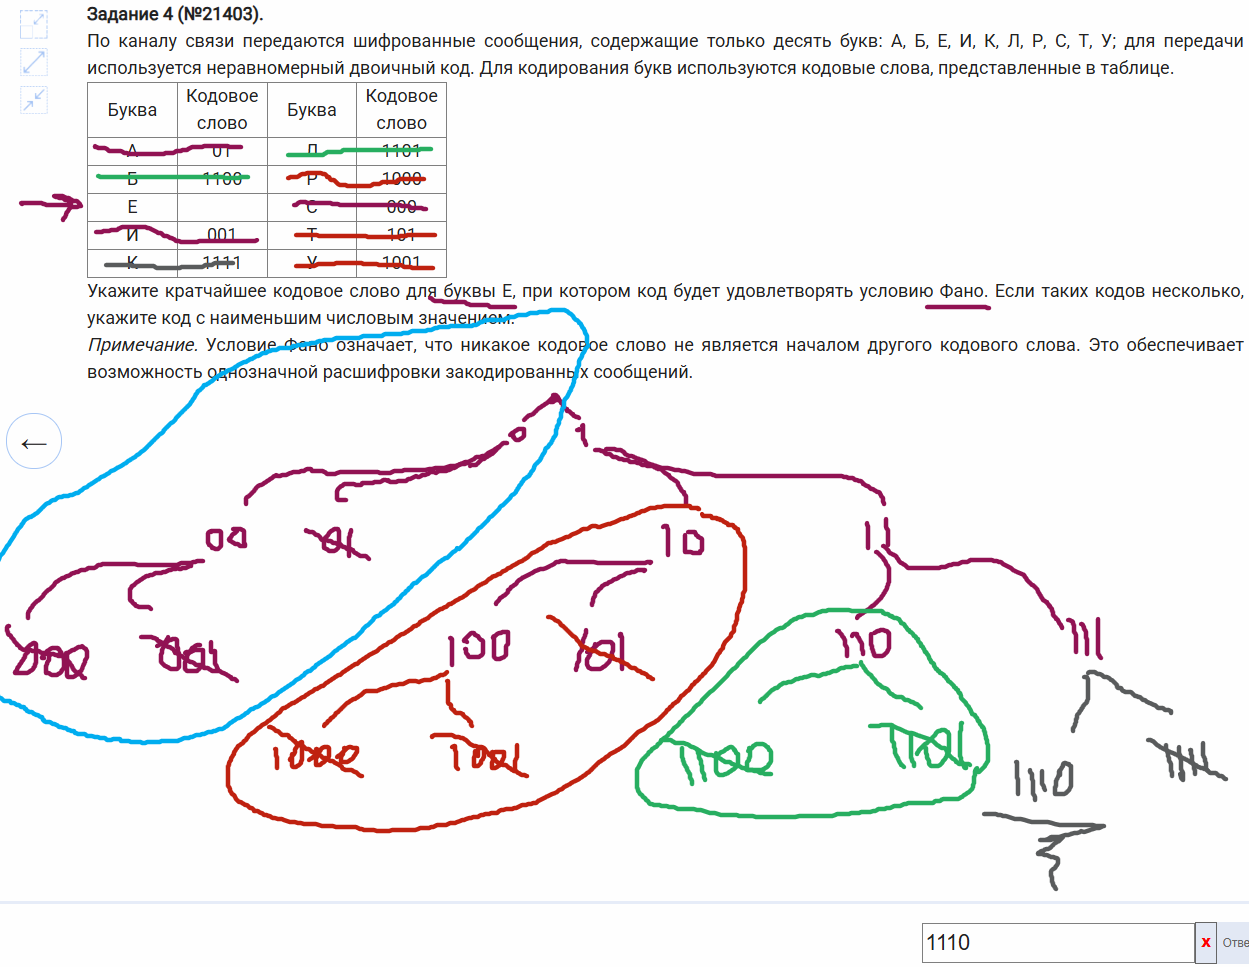 Задание 4 (№21403).
По каналу связи передаются шифрованные сообщения, содержащие только десять букв: А, Б, Е, И, К, Л, Р, С, Т, У; для передачи
используется неравномерный двоичный код. Для кодирования букв используются кодовые слова, представленные в таблице.
Буква Кодовое слово Буква Кодовое слово
А 01 Л 1101
Б 1100 Р 1000
Е С 000
И 001 Т 101
К 1111 У 1001
Укажите кратчайшее кодовое слово для буквы Е, при котором код будет удовлетворять условию Фано. Если таких кодов несколько,
укажите код с наименьшим числовым значением.
Примечание. Условие Фано означает, что никакое кодовое слово не является началом другого кодового слова. Это обеспечивает
возможность однозначной расшифровки закодированных сообщений.
←
0 1
00 01 10 11
000 001 100 101 110 111
1000 1001 1100 1101 1110 1111
Е
1110 x Отве